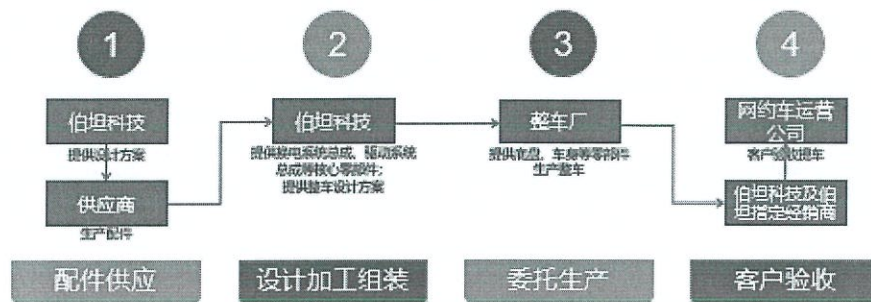 1
2
3
4
伯坦科技
提供设计方案
供应商
生产配件
伯坦科技
提供换电系统总成、驱动系统
总成等核心零部件；
提供整车设计方案
整车厂
提供底盘、车身等零部件
生产整车
网约车运营
公司
客户验收提车
伯坦科技及伯
坦指定经销商
配件供应
设计加工组装
委托生产
客户验收